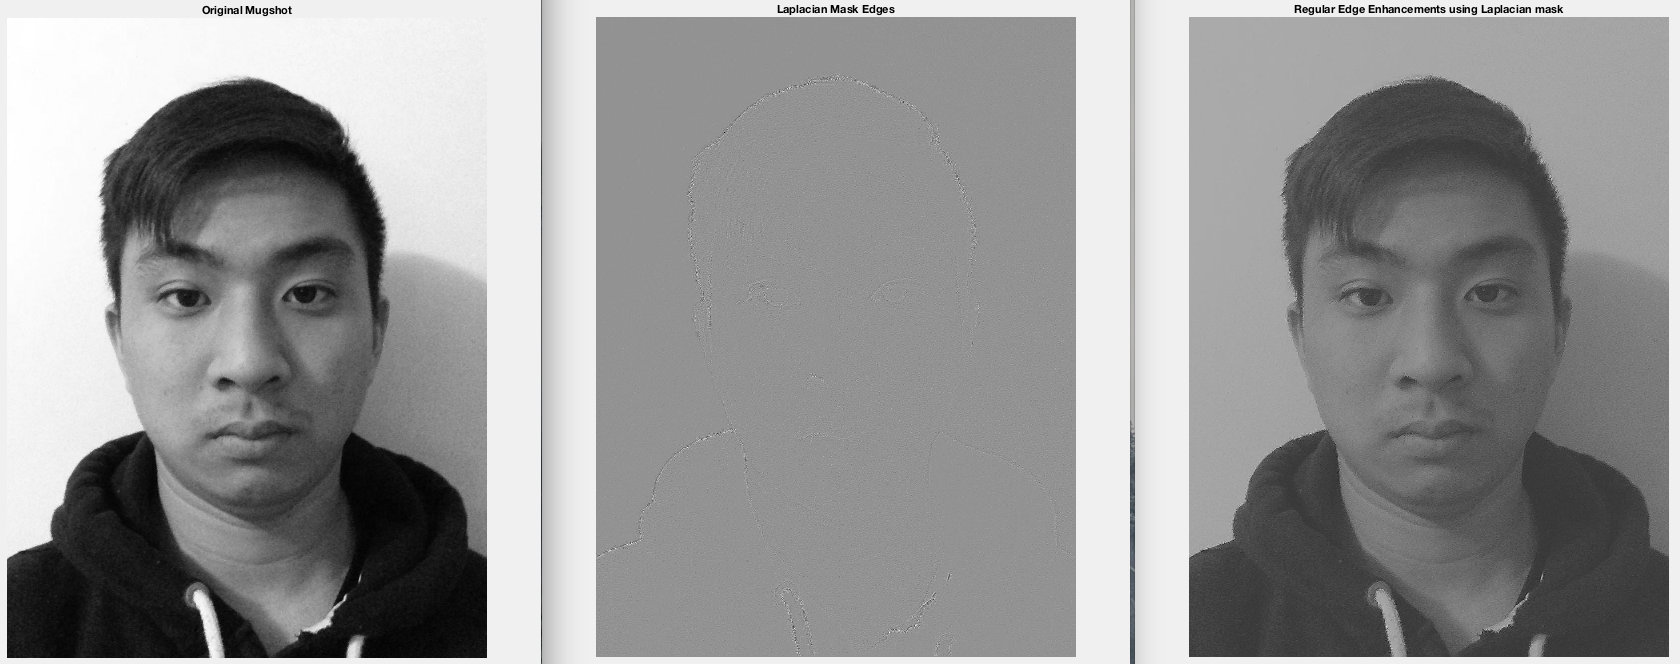 Original Mugshot
Laplacian Mask Edges
Regular Edge Enhancements using Laplacian mask